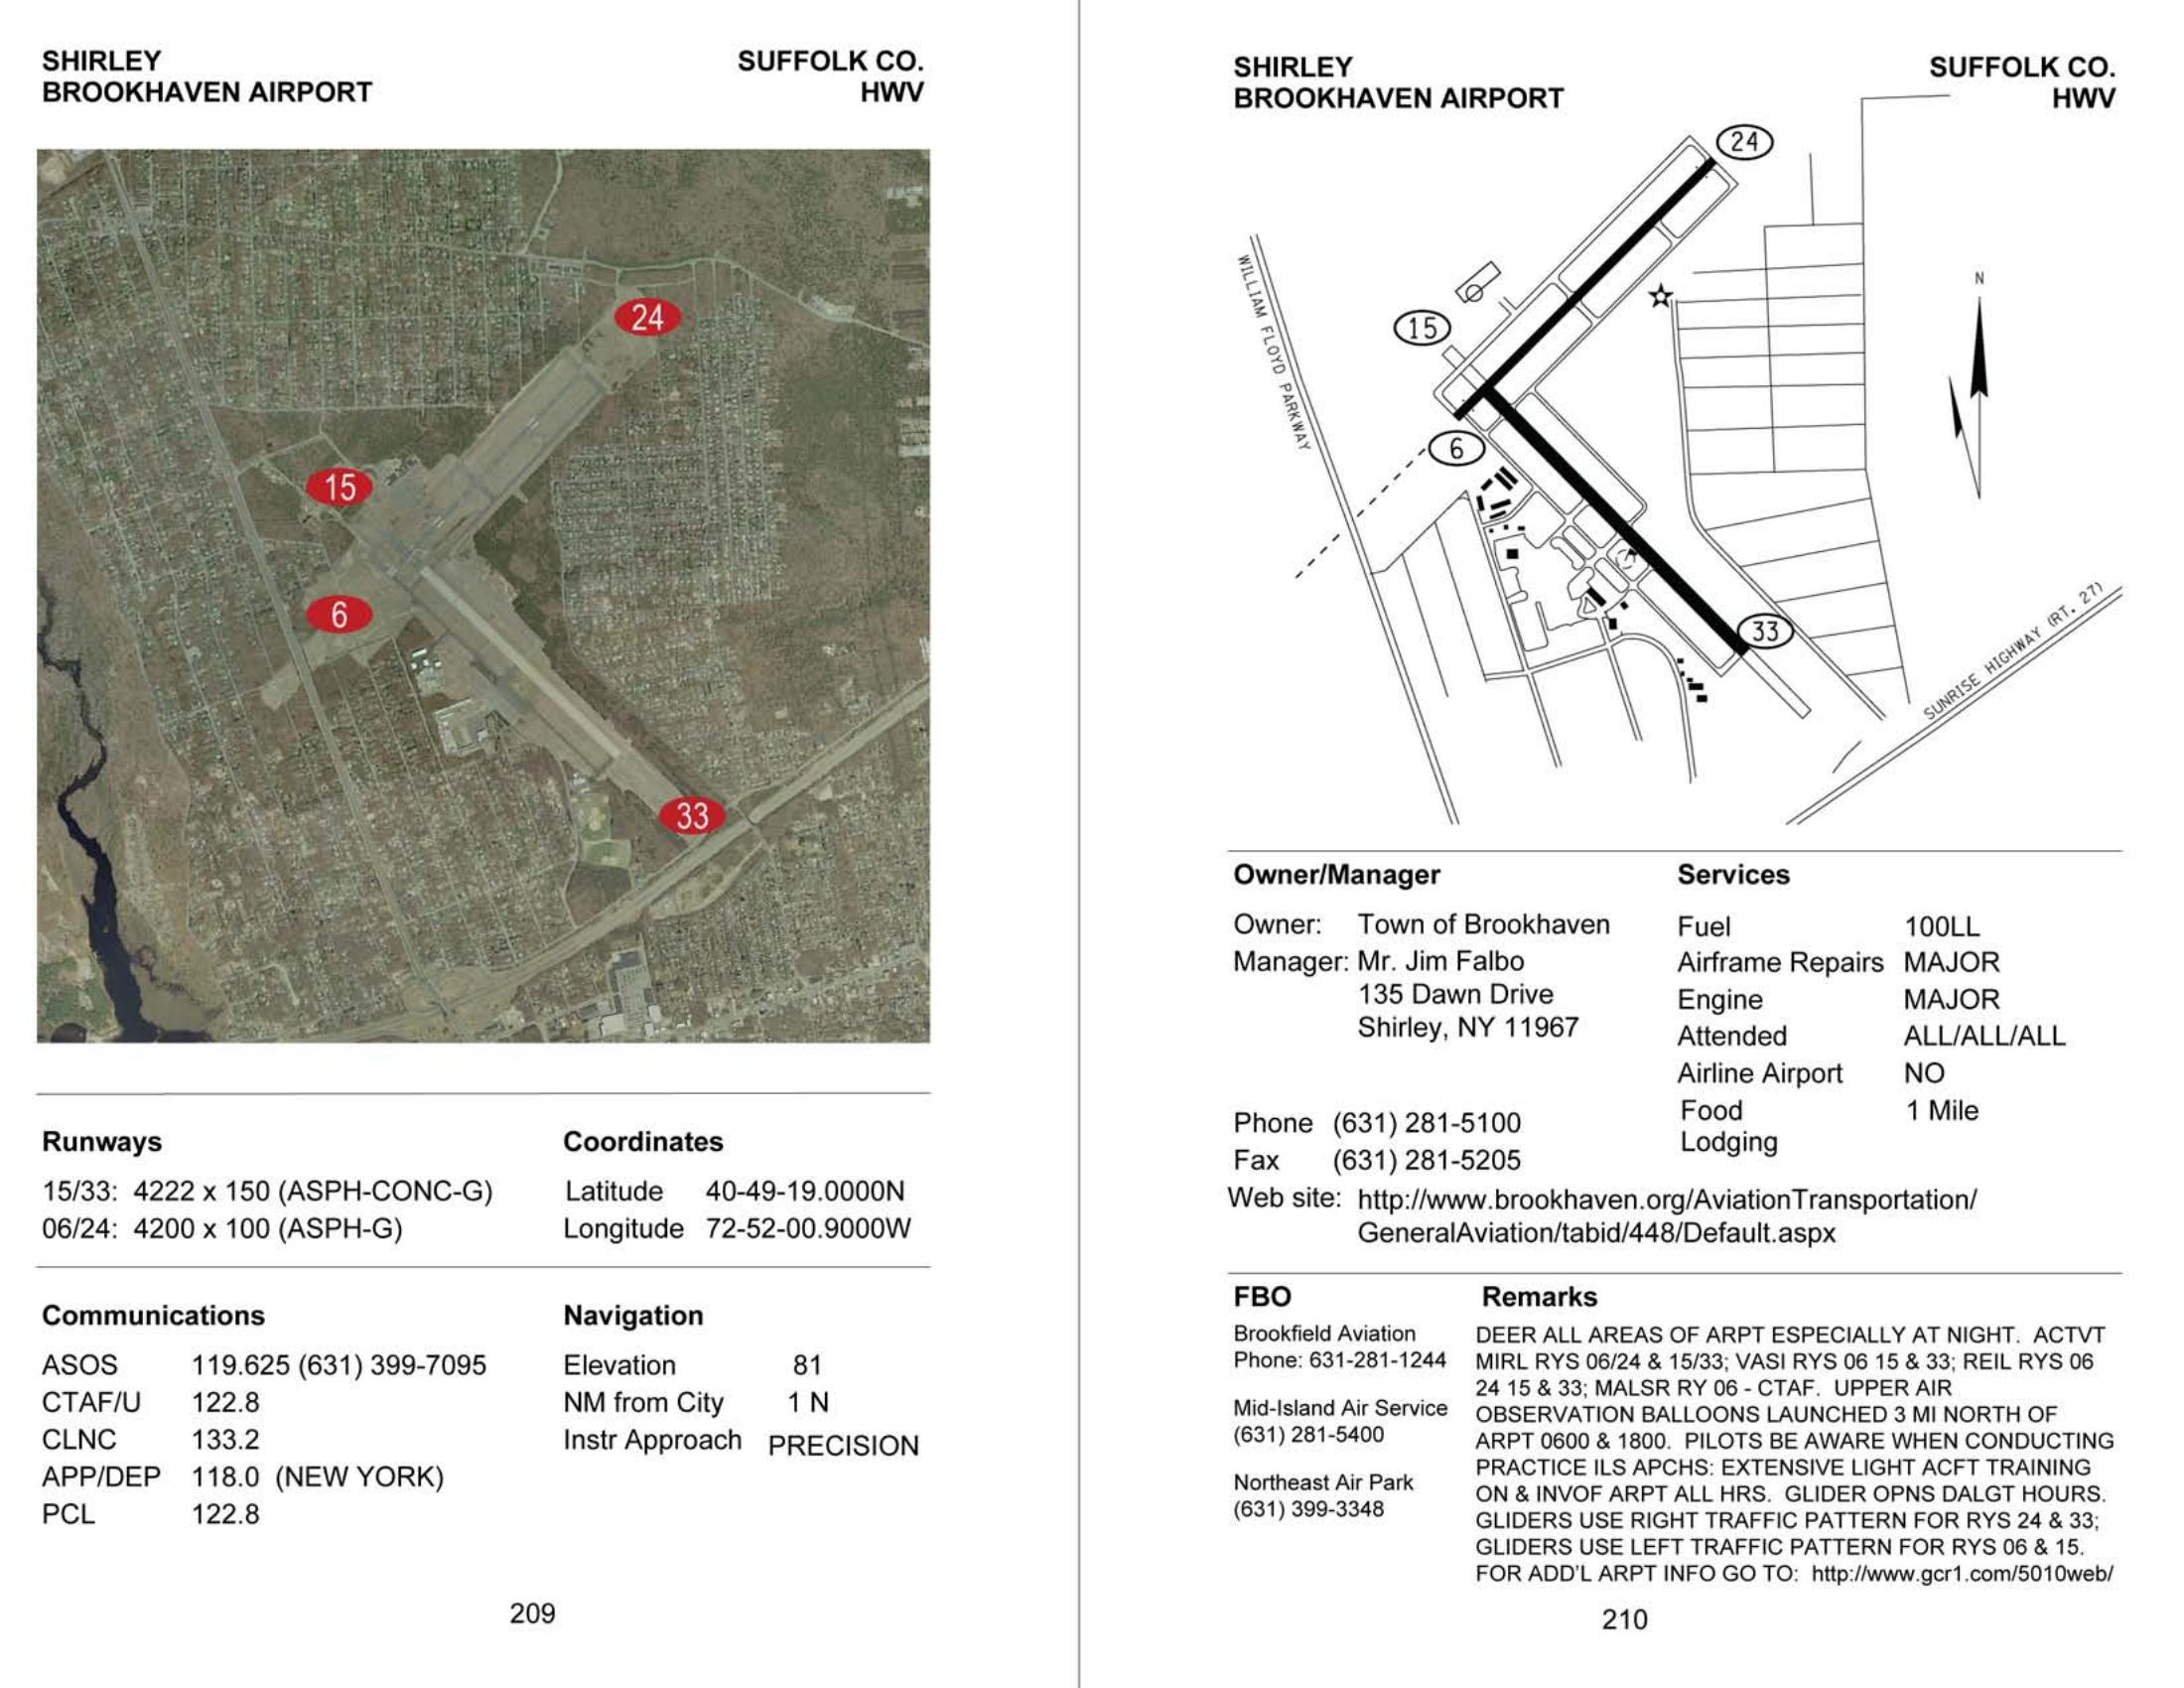 SHIRLEY
BROOKHAVEN AIRPORT
SUFFOLK CO.
HWV
24
15
6
33
Runways
15/33: 4222 x 150 (ASPH-CONC-G)
06/24: 4200 x 100 (ASPH-G)
Coordinates
Latitude 40-49-19.0000N
Longitude 72-52-00.9000W
Communications
ASOS 119.625 (631) 399-7095
CTAF/U 122.8
CLNC 133.2
APP/DEP 118.0 (NEW YORK)
PCL 122.8
Navigation
Elevation 81
NM from City 1 N
Instr Approach PRECISION
209
SHIRLEY
BROOKHAVEN AIRPORT
SUFFOLK CO.
HWV
24
15
6
33
N
WILLIAM FLOYD PARKWAY
SUNRISE HIGHWAY (RT. 27)
Owner/Manager
Owner: Town of Brookhaven
Manager: Mr. Jim Falbo
135 Dawn Drive
Shirley, NY 11967
Phone (631) 281-5100
Fax (631) 281-5205
Web site: http://www.brookhaven.org/AviationTransportation/
GeneralAviation/tabid/448/Default.aspx
Services
Fuel 100LL
Airframe Repairs MAJOR
Engine MAJOR
Attended ALL/ALL/ALL
Airline Airport NO
Food 1 Mile
Lodging
FBO
Brookfield Aviation
Phone: 631-281-1244
Mid-Island Air Service
(631) 281-5400
Northeast Air Park
(631) 399-3348
Remarks
DEER ALL AREAS OF ARPT ESPECIALLY AT NIGHT. ACTVT
MIRL RYS 06/24 & 15/33; VASI RYS 06 15 & 33; REIL RYS 06
24 15 & 33; MALSR RY 06 - CTAF. UPPER AIR
OBSERVATION BALLOONS LAUNCHED 3 MI NORTH OF
ARPT 0600 & 1800. PILOTS BE AWARE WHEN CONDUCTING
PRACTICE ILS APCHS: EXTENSIVE LIGHT ACFT TRAINING
ON & INVOF ARPT ALL HRS. GLIDER OPNS DALGT HOURS.
GLIDERS USE RIGHT TRAFFIC PATTERN FOR RYS 24 & 33;
GLIDERS USE LEFT TRAFFIC PATTERN FOR RYS 06 & 15.
FOR ADD'L ARPT INFO GO TO: http://www.gcr1.com/5010web/
210